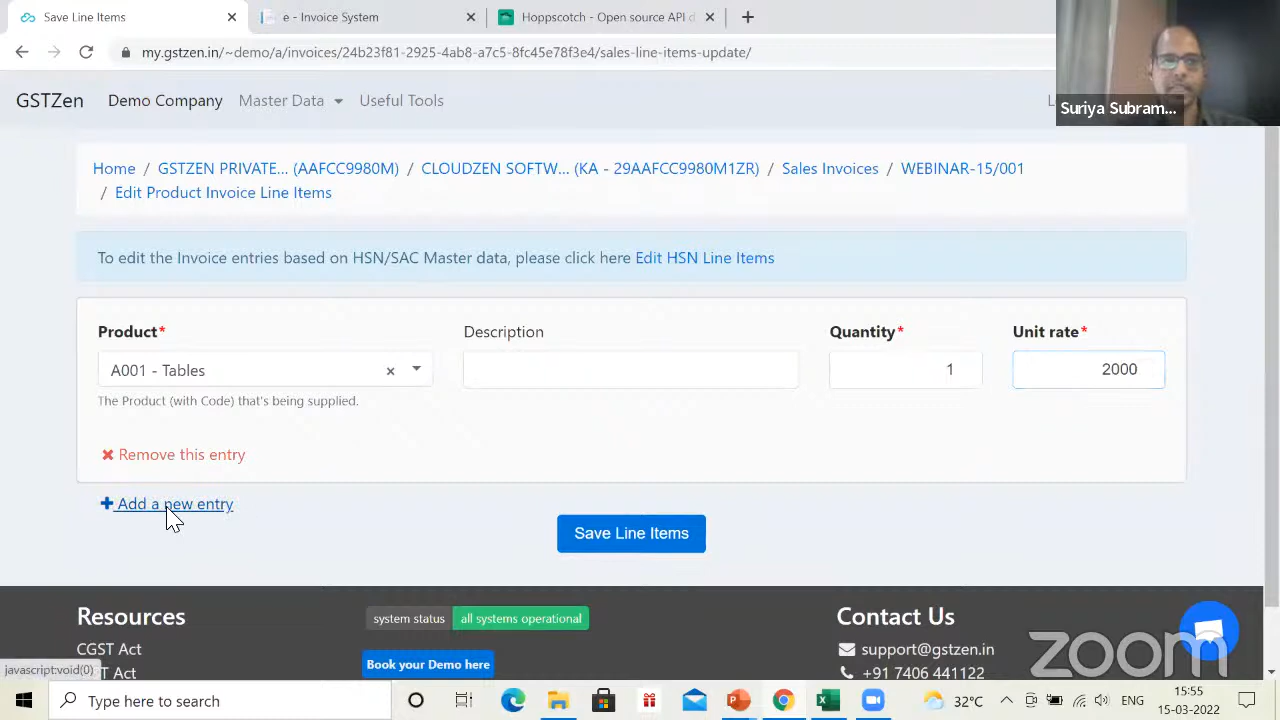 Save Line Items
e - Invoice System
Hoppscotch - Open source API d
my.gstzen.in/~demo/a/invoices/24b23f81-2925-4ab8-a7c5-8fc45e78f3e4/sales-line-items-update/
GSTZen Demo Company Master Data Useful Tools
Suriya Subram...
Home / GSTZEN PRIVATE... (AAFCC9980M) / CLOUDZEN SOFTW... (KA - 29AAFCC9980M1ZR) / Sales Invoices / WEBINAR-15/001
/ Edit Product Invoice Line Items
To edit the Invoice entries based on HSN/SAC Master data, please click here Edit HSN Line Items
Product* Description Quantity* Unit rate*
A001 - Tables × 1 2000
The Product (with Code) that's being supplied.
✖ Remove this entry
+ Add a new entry
Save Line Items
Resources system status all systems operational Contact Us
CGST Act support@gstzen.in
Book your Demo here
Act +91 7406 441122
javascript:void(0)
zoom
Type here to search 32°C ENG 15:55
15-03-2022